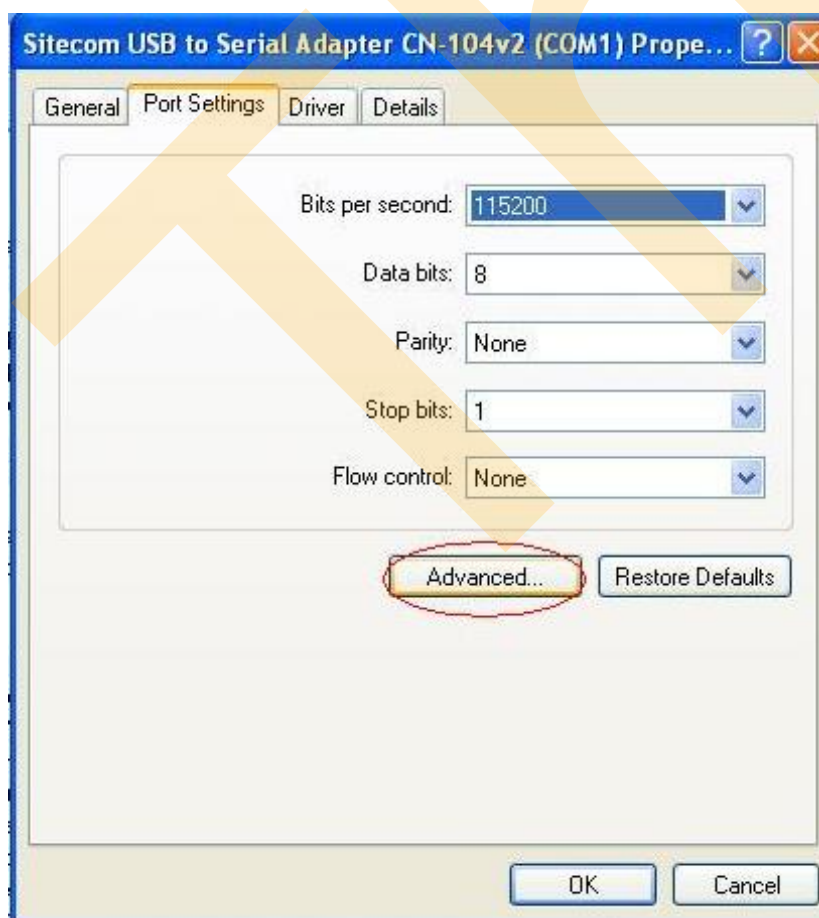 Sitecom USB to Serial Adapter CN-104v2 (COM1) Prope... ?
General Port Settings Driver Details
Bits per second: 115200
Data bits: 8
Parity: None
Stop bits: 1
Flow control: None
Advanced... Restore Defaults
OK Cancel